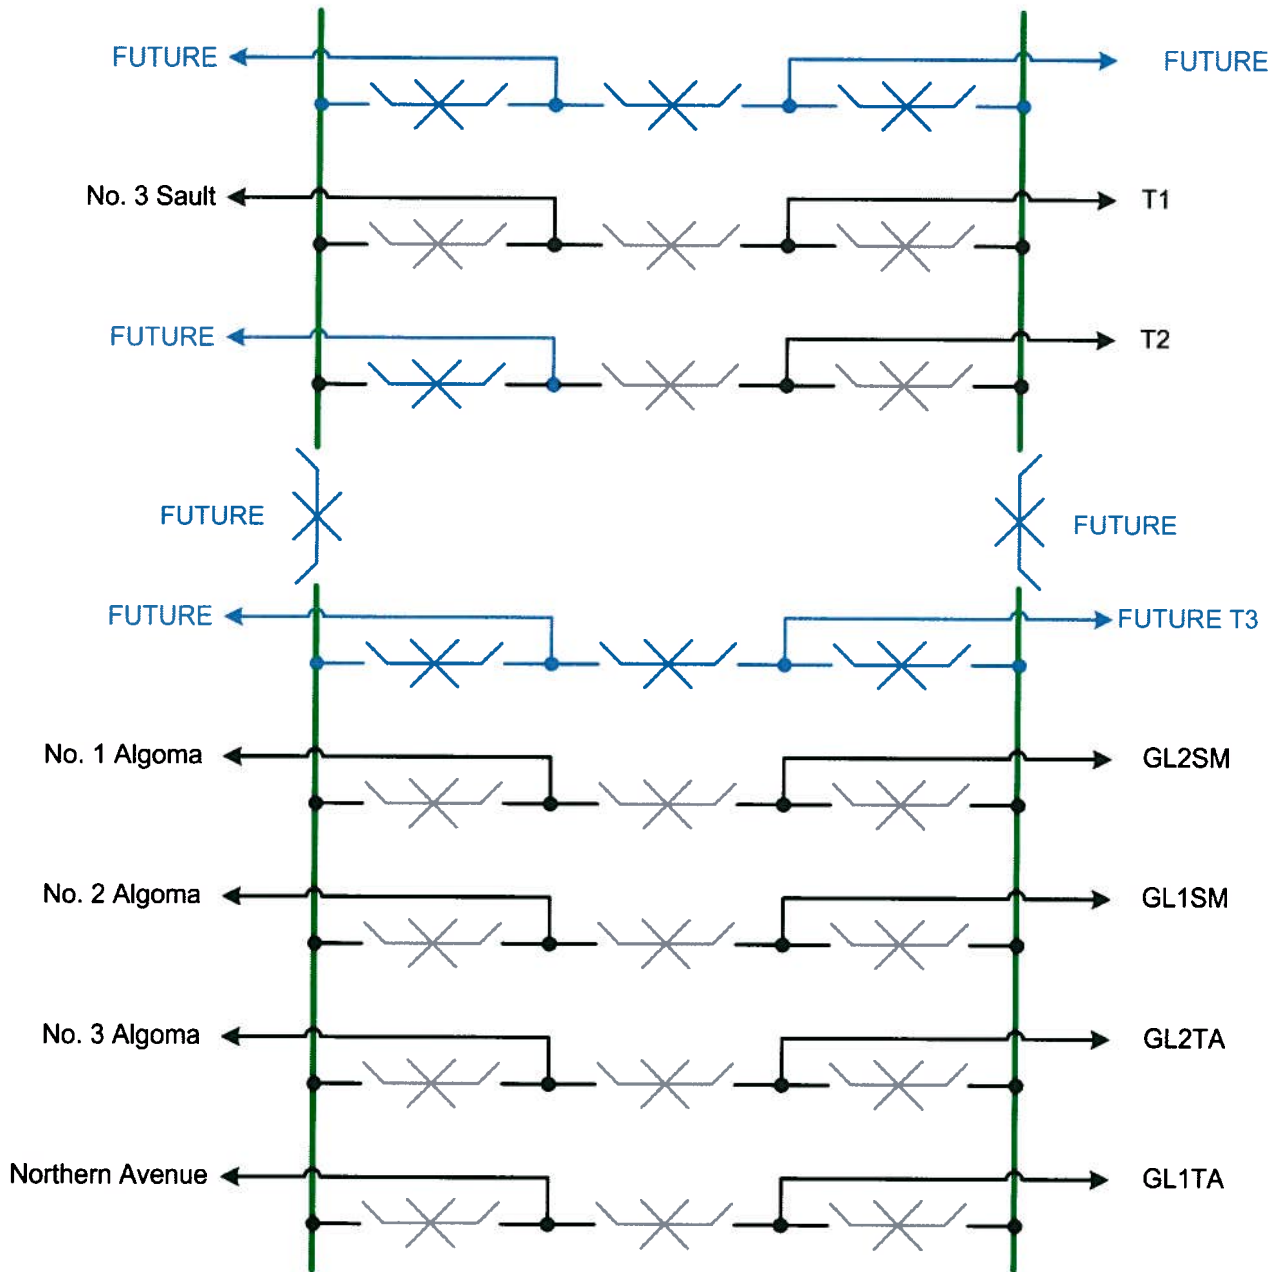 FUTURE FUTURE
No. 3 Sault T1
FUTURE T2
FUTURE FUTURE
FUTURE FUTURE T3
No. 1 Algoma GL2SM
No. 2 Algoma GL1SM
No. 3 Algoma GL2TA
Northern Avenue GL1TA